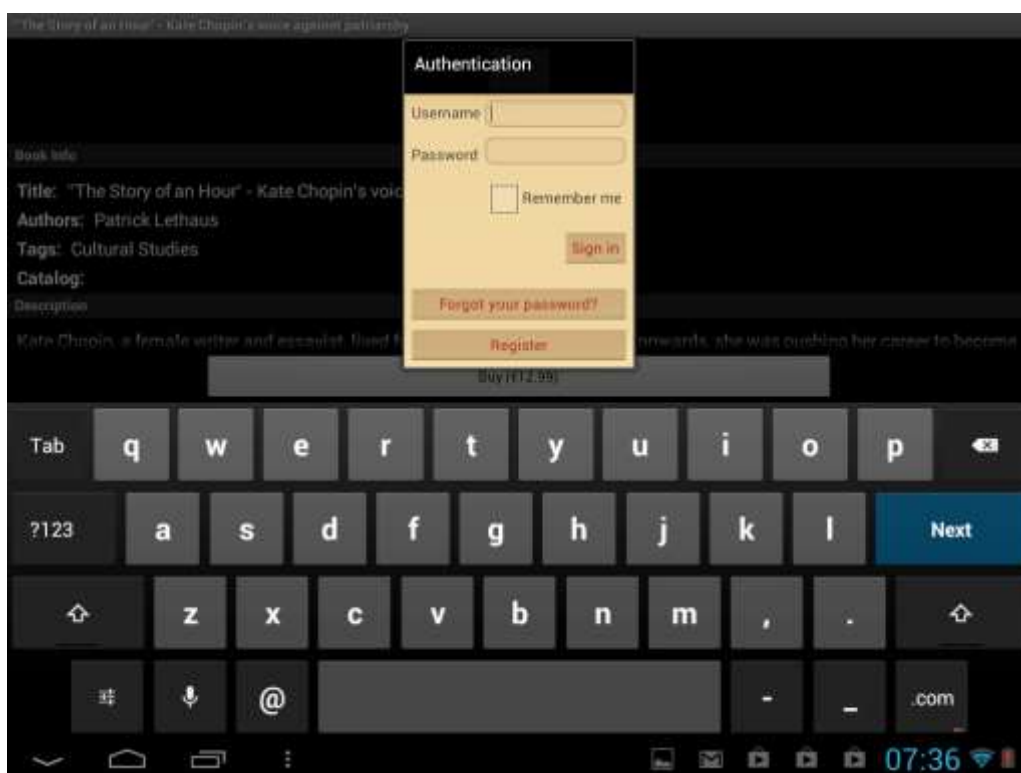 "The Story of an Hour" - Kate Chopin's voice against patriarchy
Authentication
Username
Password
Remember me
Sign in
Forgot your password?
Register
Book Info
Title: "The Story of an Hour" - Kate Chopin's voic
Authors: Patrick Lethaus
Tags: Cultural Studies
Catalog:
Description
Kate Chopin, a female writer and essayist, lived onwards, she was pushing her career to become
Buy (€12.99)
Tab q w e r t y u i o p
?123 a s d f g h j k l Next
z x c v b n m , .
@ - _ .com
07:36